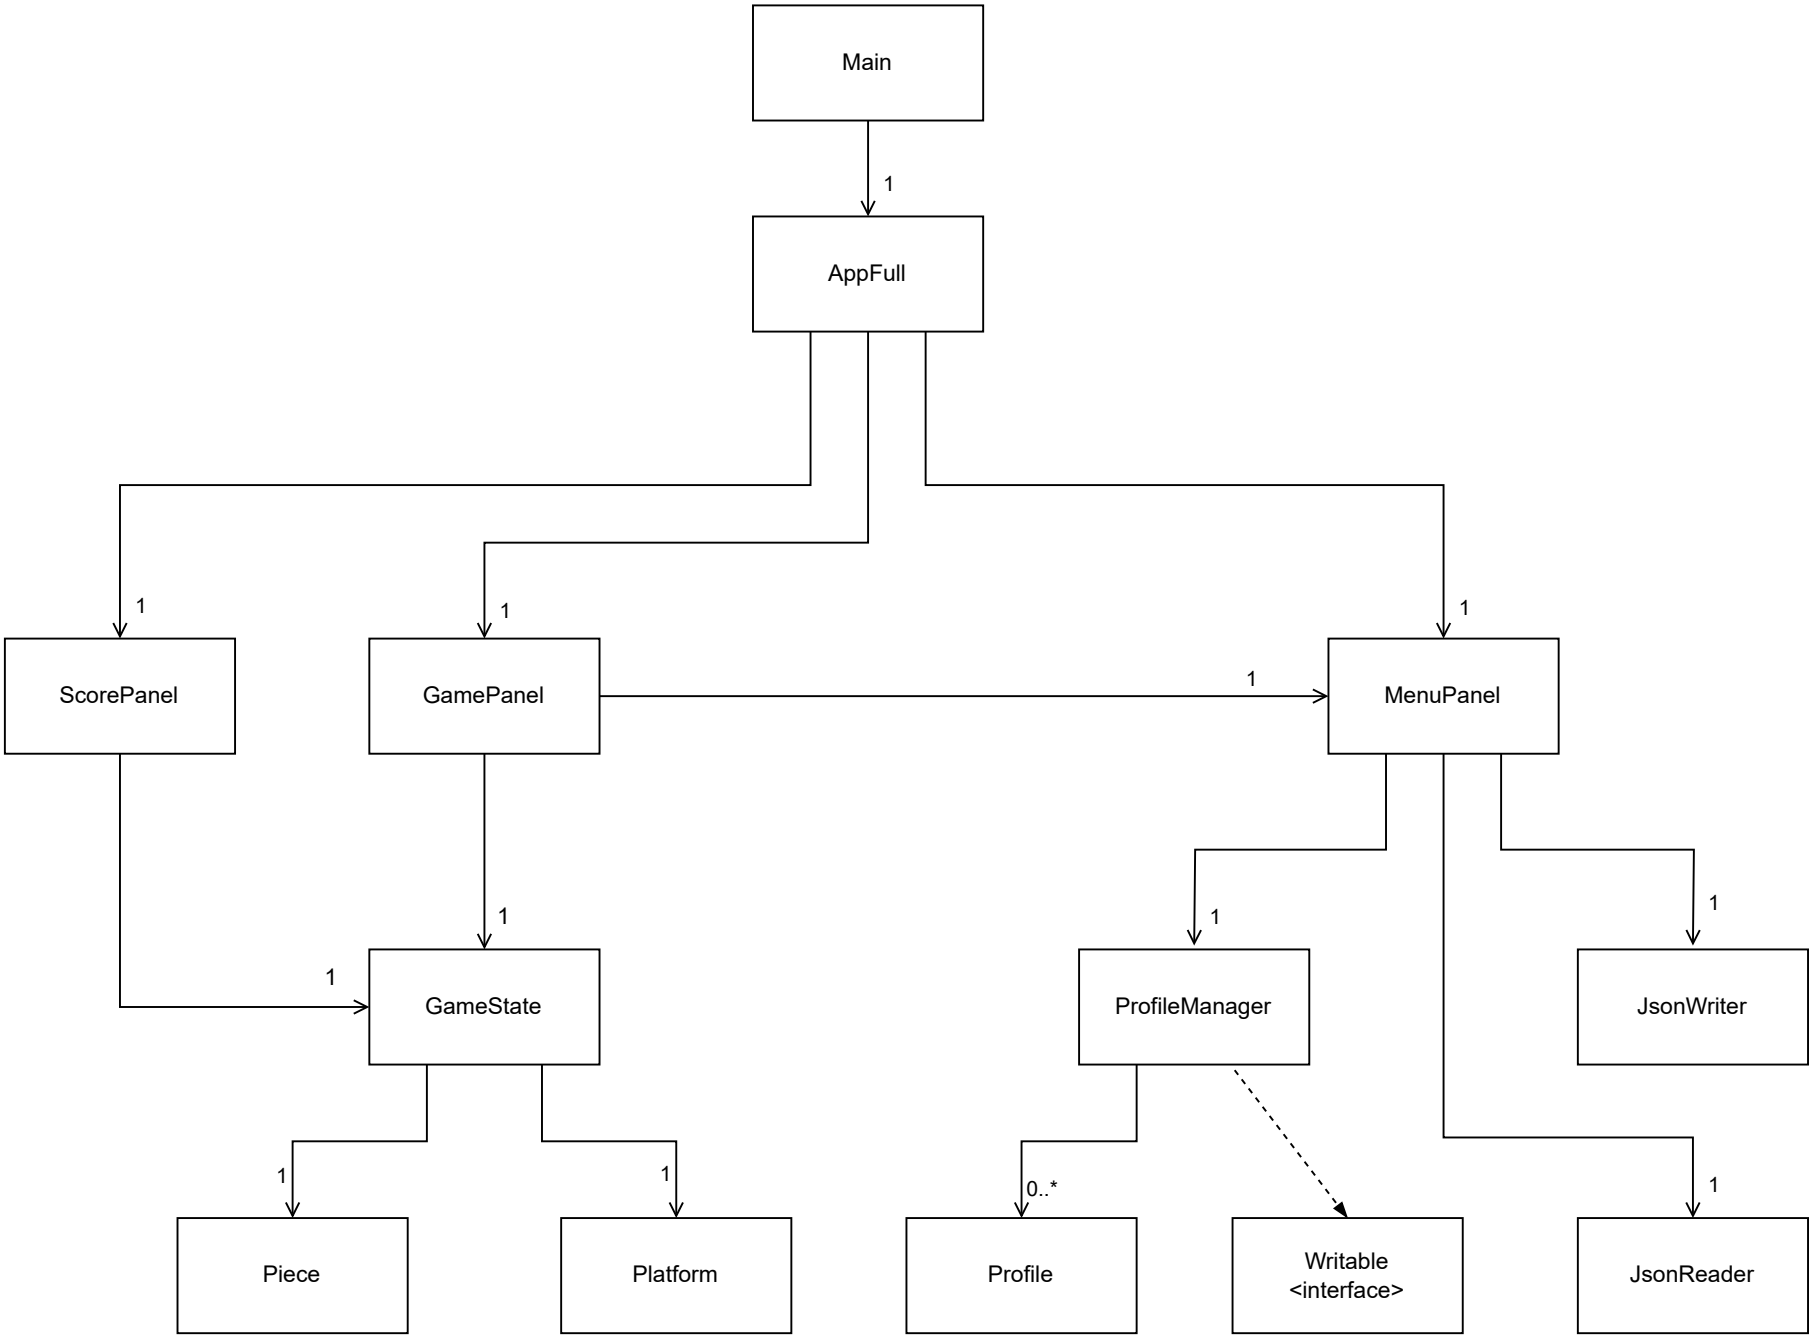 Main
1
AppFull
1
1
1
ScorePanel
GamePanel
1
MenuPanel
1
1
1
1
GameState
ProfileManager
JsonWriter
1
1
0..*
1
Piece
Platform
Profile
Writable
<interface>
JsonReader